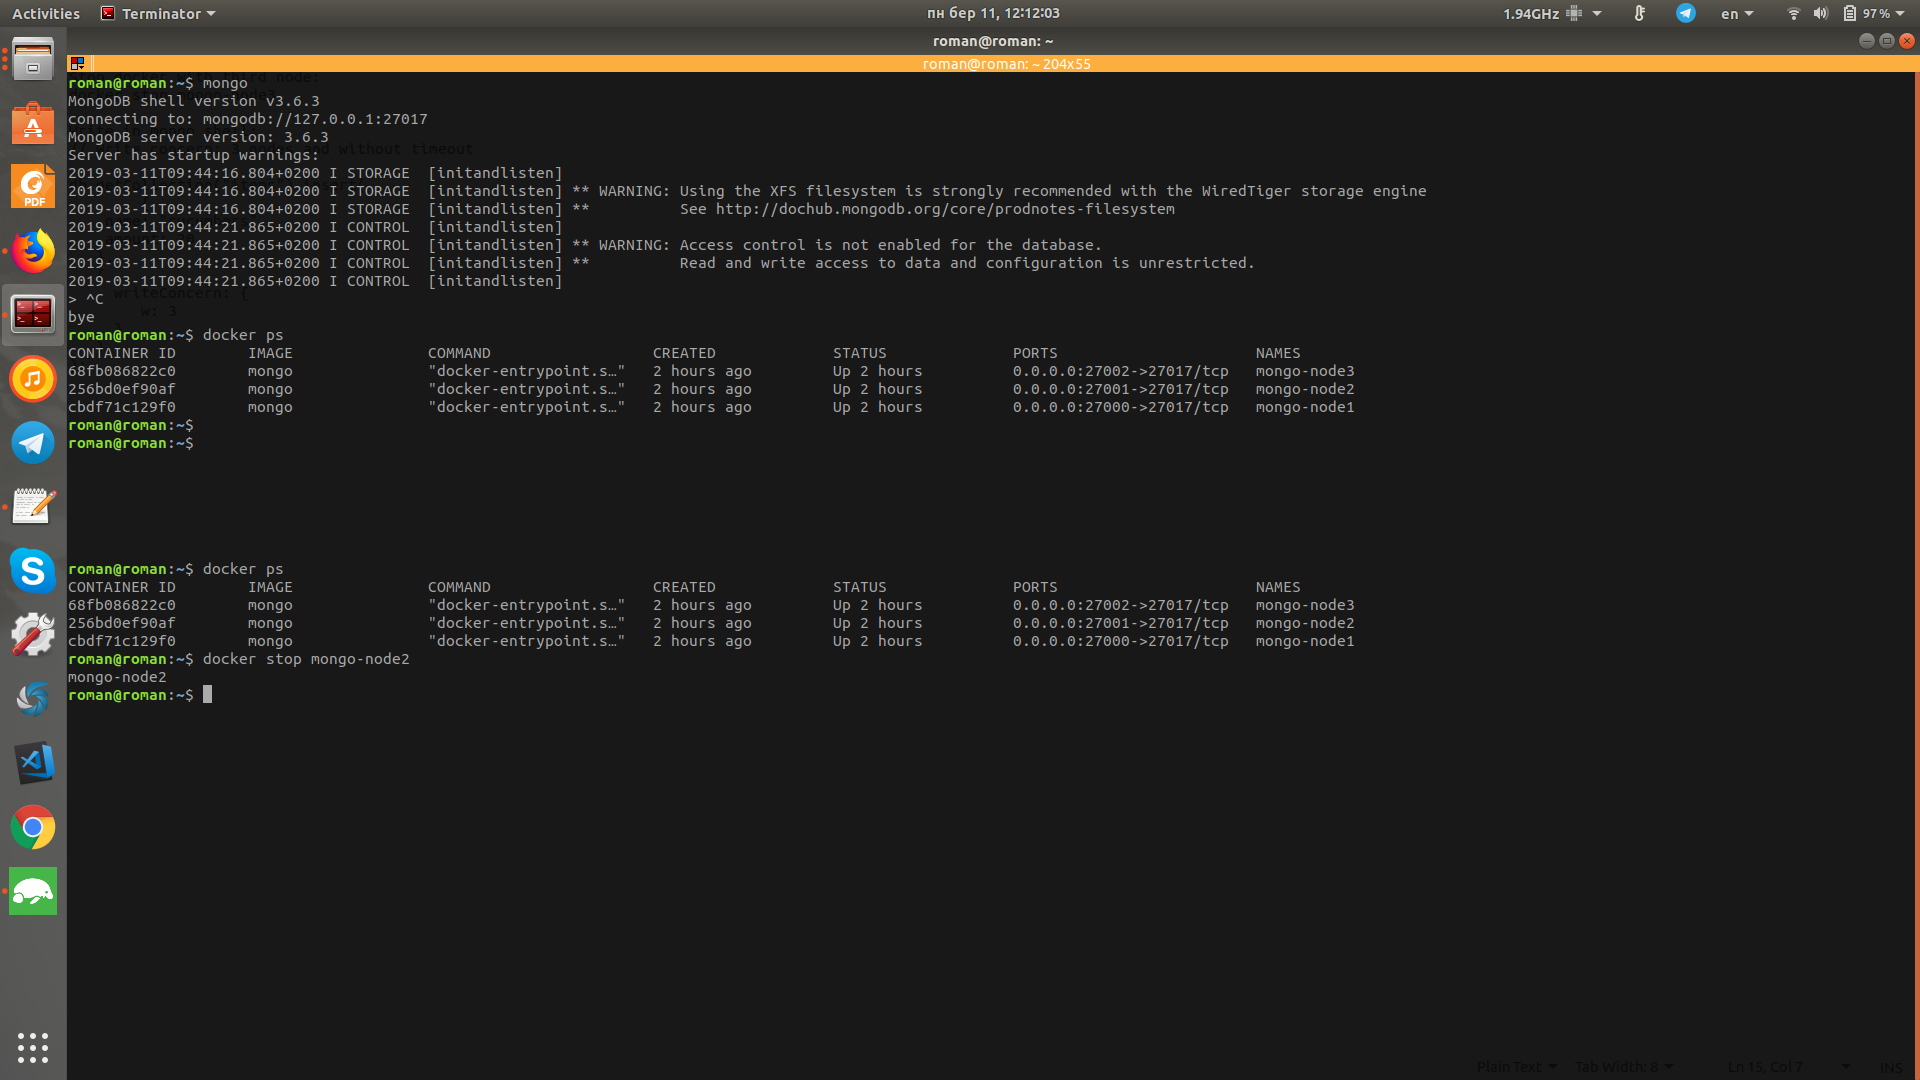 Activities
Terminator
пн бер 11, 12:12:03
1.94GHz
en
97 %
roman@roman: ~
roman@roman: ~ 204x55
roman@roman:~$ mongo
MongoDB shell version v3.6.3
connecting to: mongodb://127.0.0.1:27017
MongoDB server version: 3.6.3
without timeout
Server has startup warnings:
2019-03-11T09:44:16.804+0200 I STORAGE  [initandlisten]
2019-03-11T09:44:16.804+0200 I STORAGE  [initandlisten] ** WARNING: Using the XFS filesystem is strongly recommended with the WiredTiger storage engine
2019-03-11T09:44:16.804+0200 I STORAGE  [initandlisten] **          See http://dochub.mongodb.org/core/prodnotes-filesystem
2019-03-11T09:44:21.865+0200 I CONTROL  [initandlisten]
2019-03-11T09:44:21.865+0200 I CONTROL  [initandlisten] ** WARNING: Access control is not enabled for the database.
2019-03-11T09:44:21.865+0200 I CONTROL  [initandlisten] **          Read and write access to data and configuration is unrestricted.
2019-03-11T09:44:21.865+0200 I CONTROL  [initandlisten]
writeConcern: {
> ^C
w: 3
bye
roman@roman:~$ docker ps
CONTAINER ID        IMAGE               COMMAND                  CREATED             STATUS              PORTS                      NAMES
68fb086822c0        mongo               "docker-entrypoint.s…"   2 hours ago         Up 2 hours          0.0.0.0:27002->27017/tcp   mongo-node3
256bd0ef90af        mongo               "docker-entrypoint.s…"   2 hours ago         Up 2 hours          0.0.0.0:27001->27017/tcp   mongo-node2
cbdf71c129f0        mongo               "docker-entrypoint.s…"   2 hours ago         Up 2 hours          0.0.0.0:27000->27017/tcp   mongo-node1
roman@roman:~$
roman@roman:~$
roman@roman:~$ docker ps
CONTAINER ID        IMAGE               COMMAND                  CREATED             STATUS              PORTS                      NAMES
68fb086822c0        mongo               "docker-entrypoint.s…"   2 hours ago         Up 2 hours          0.0.0.0:27002->27017/tcp   mongo-node3
256bd0ef90af        mongo               "docker-entrypoint.s…"   2 hours ago         Up 2 hours          0.0.0.0:27001->27017/tcp   mongo-node2
cbdf71c129f0        mongo               "docker-entrypoint.s…"   2 hours ago         Up 2 hours          0.0.0.0:27000->27017/tcp   mongo-node1
roman@roman:~$ docker stop mongo-node2
mongo-node2
roman@roman:~$
Plain Text
Tab Width: 8
Ln 15, Col 7
INS
PDF